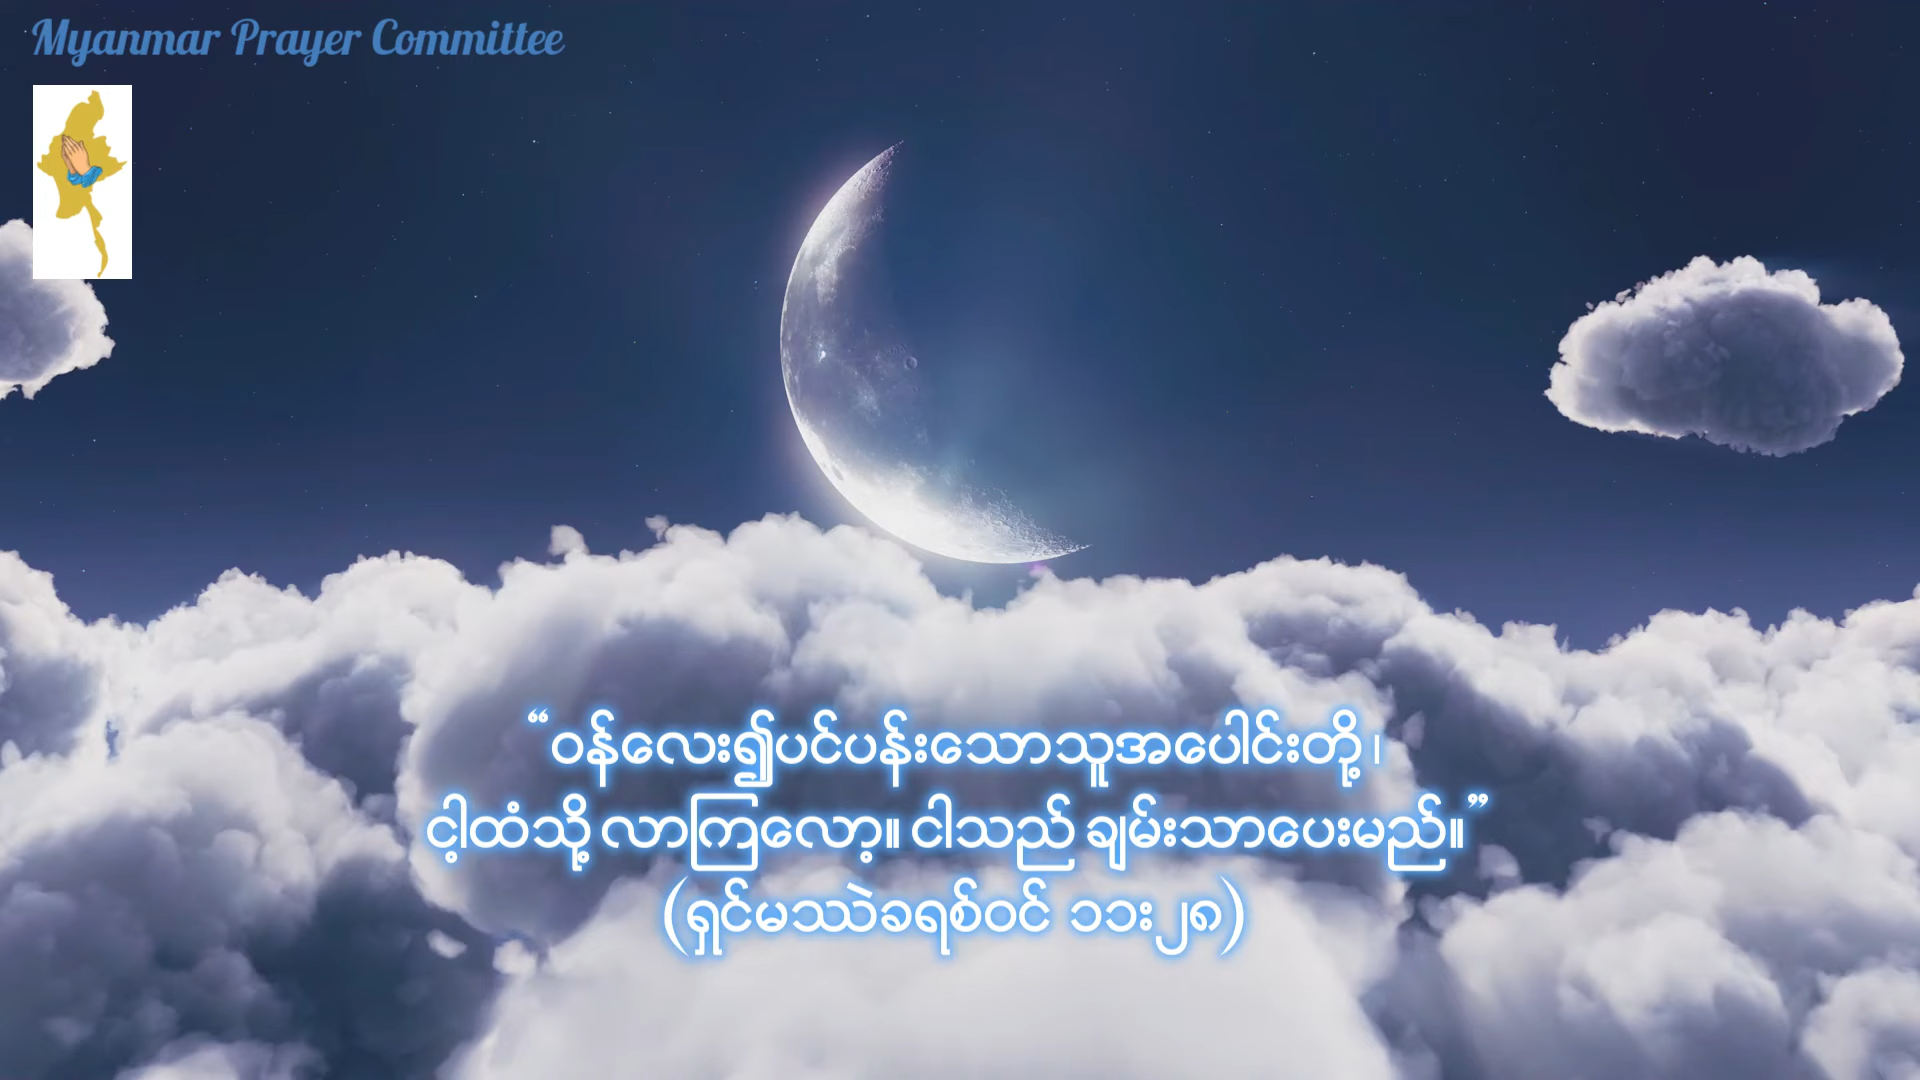 Myanmar Prayer Committee
“ဝန်လေး၍ပင်ပန်းသောသူအပေါင်းတို့၊
ငါ့ထံသို့ လာကြလော့။ ငါသည် ချမ်းသာပေးမည်။”
(ရှင်မဿဲခရစ်ဝင် ၁၁း၂၈)